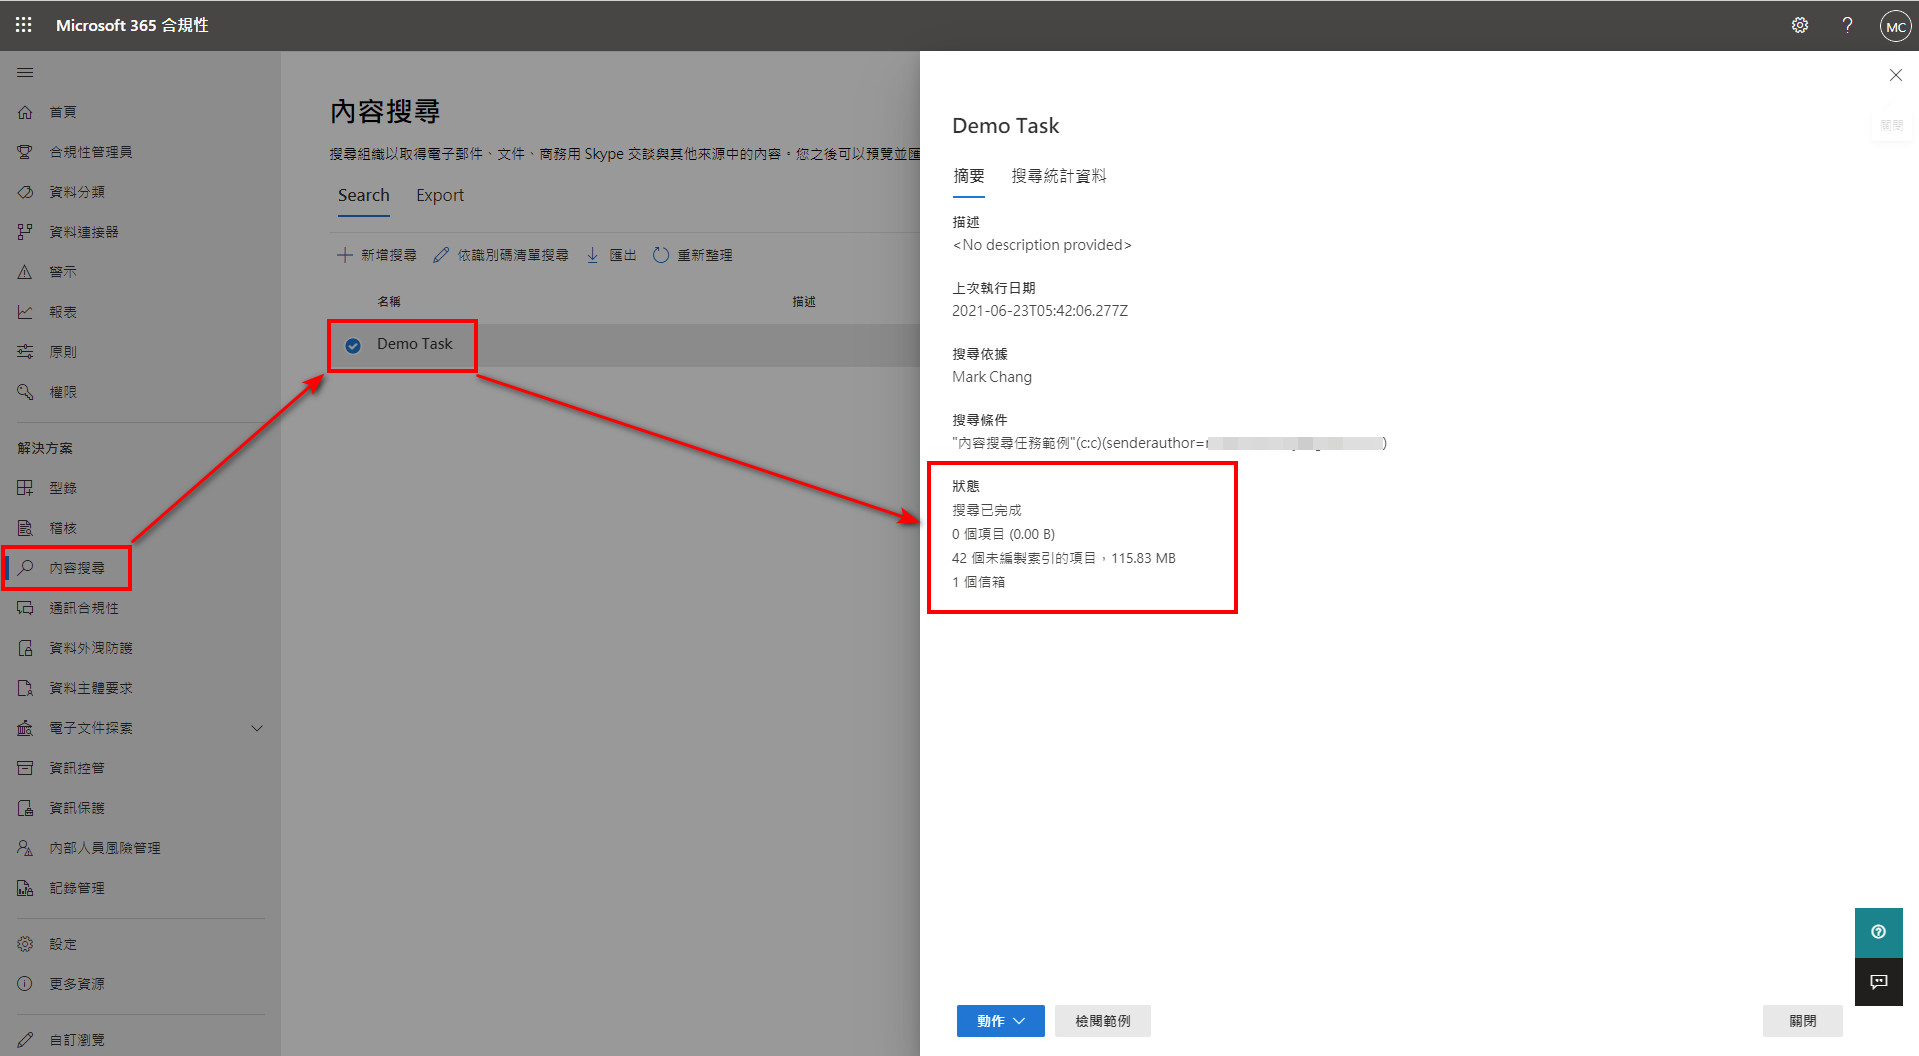 Microsoft 365 合規性
MC
首頁
合規性管理員
資料分類
資料連接器
警示
報表
原則
權限
解決方案
型錄
稽核
內容搜尋
通訊合規性
資料外洩防護
資料主體要求
電子文件探索
資訊控管
資訊保護
內部人員風險管理
記錄管理
設定
更多資源
自訂瀏覽
內容搜尋
搜尋組織以取得電子郵件、文件、商務用 Skype 交談與其他來源中的內容。您之後可以預覽並匯
Search Export
新增搜尋 依識別碼清單搜尋 匯出 重新整理
名稱 描述
Demo Task
關閉
Demo Task
摘要 搜尋統計資料
描述
<No description provided>
上次執行日期
2021-06-23T05:42:06.277Z
搜尋依據
Mark Chang
搜尋條件
"內容搜尋任務範例"(c:c)(senderauthor= )
狀態
搜尋已完成
0 個項目 (0.00 B)
42 個未編製索引的項目，115.83 MB
1 個信箱
動作 檢閱範例 關閉